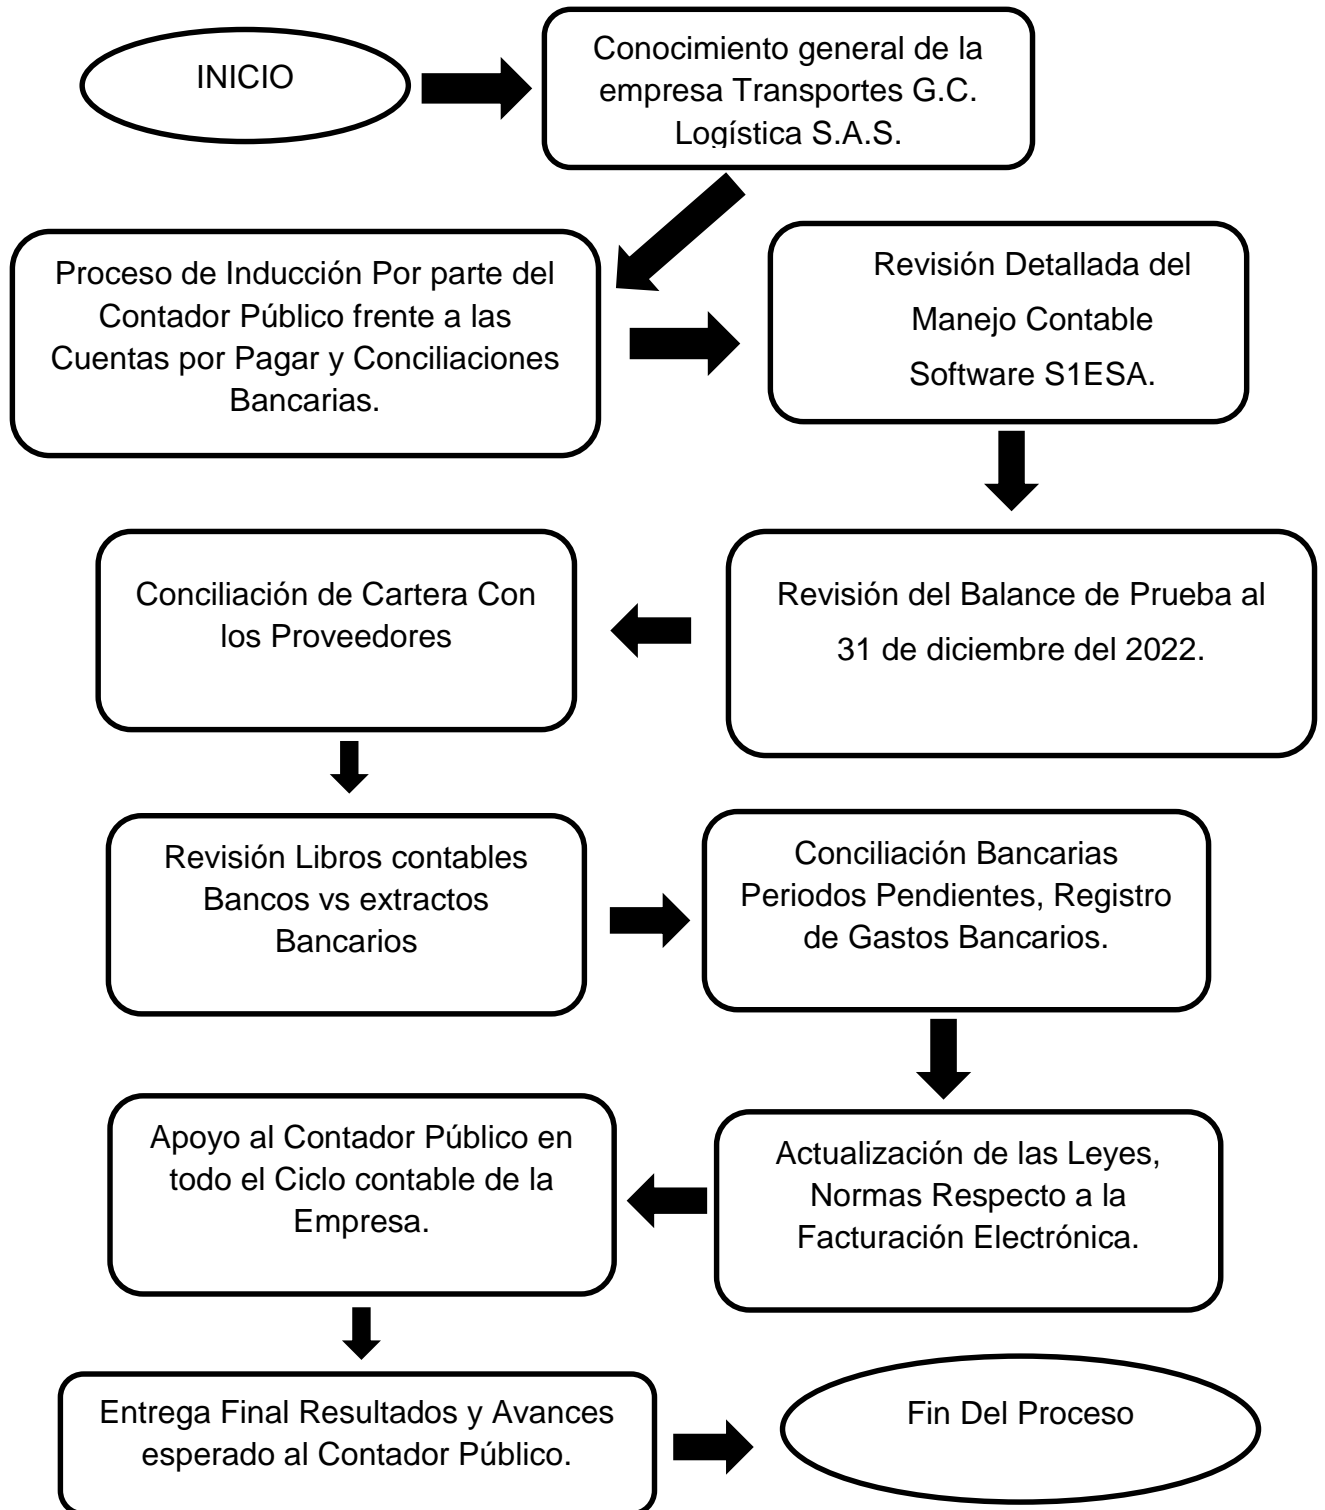 INICIO
Conocimiento general de la
empresa Transportes G.C.
Logística S.A.S.
Proceso de Inducción Por parte del
Contador Público frente a las
Cuentas por Pagar y Conciliaciones
Bancarias.
Revisión Detallada del
Manejo Contable
Software S1ESA.
Revisión del Balance de Prueba al
31 de diciembre del 2022.
Conciliación de Cartera Con
los Proveedores
Revisión Libros contables
Bancos vs extractos
Bancarios
Conciliación Bancarias
Periodos Pendientes, Registro
de Gastos Bancarios.
Actualización de las Leyes,
Normas Respecto a la
Facturación Electrónica.
Apoyo al Contador Público en
todo el Ciclo contable de la
Empresa.
Entrega Final Resultados y Avances
esperado al Contador Público.
Fin Del Proceso